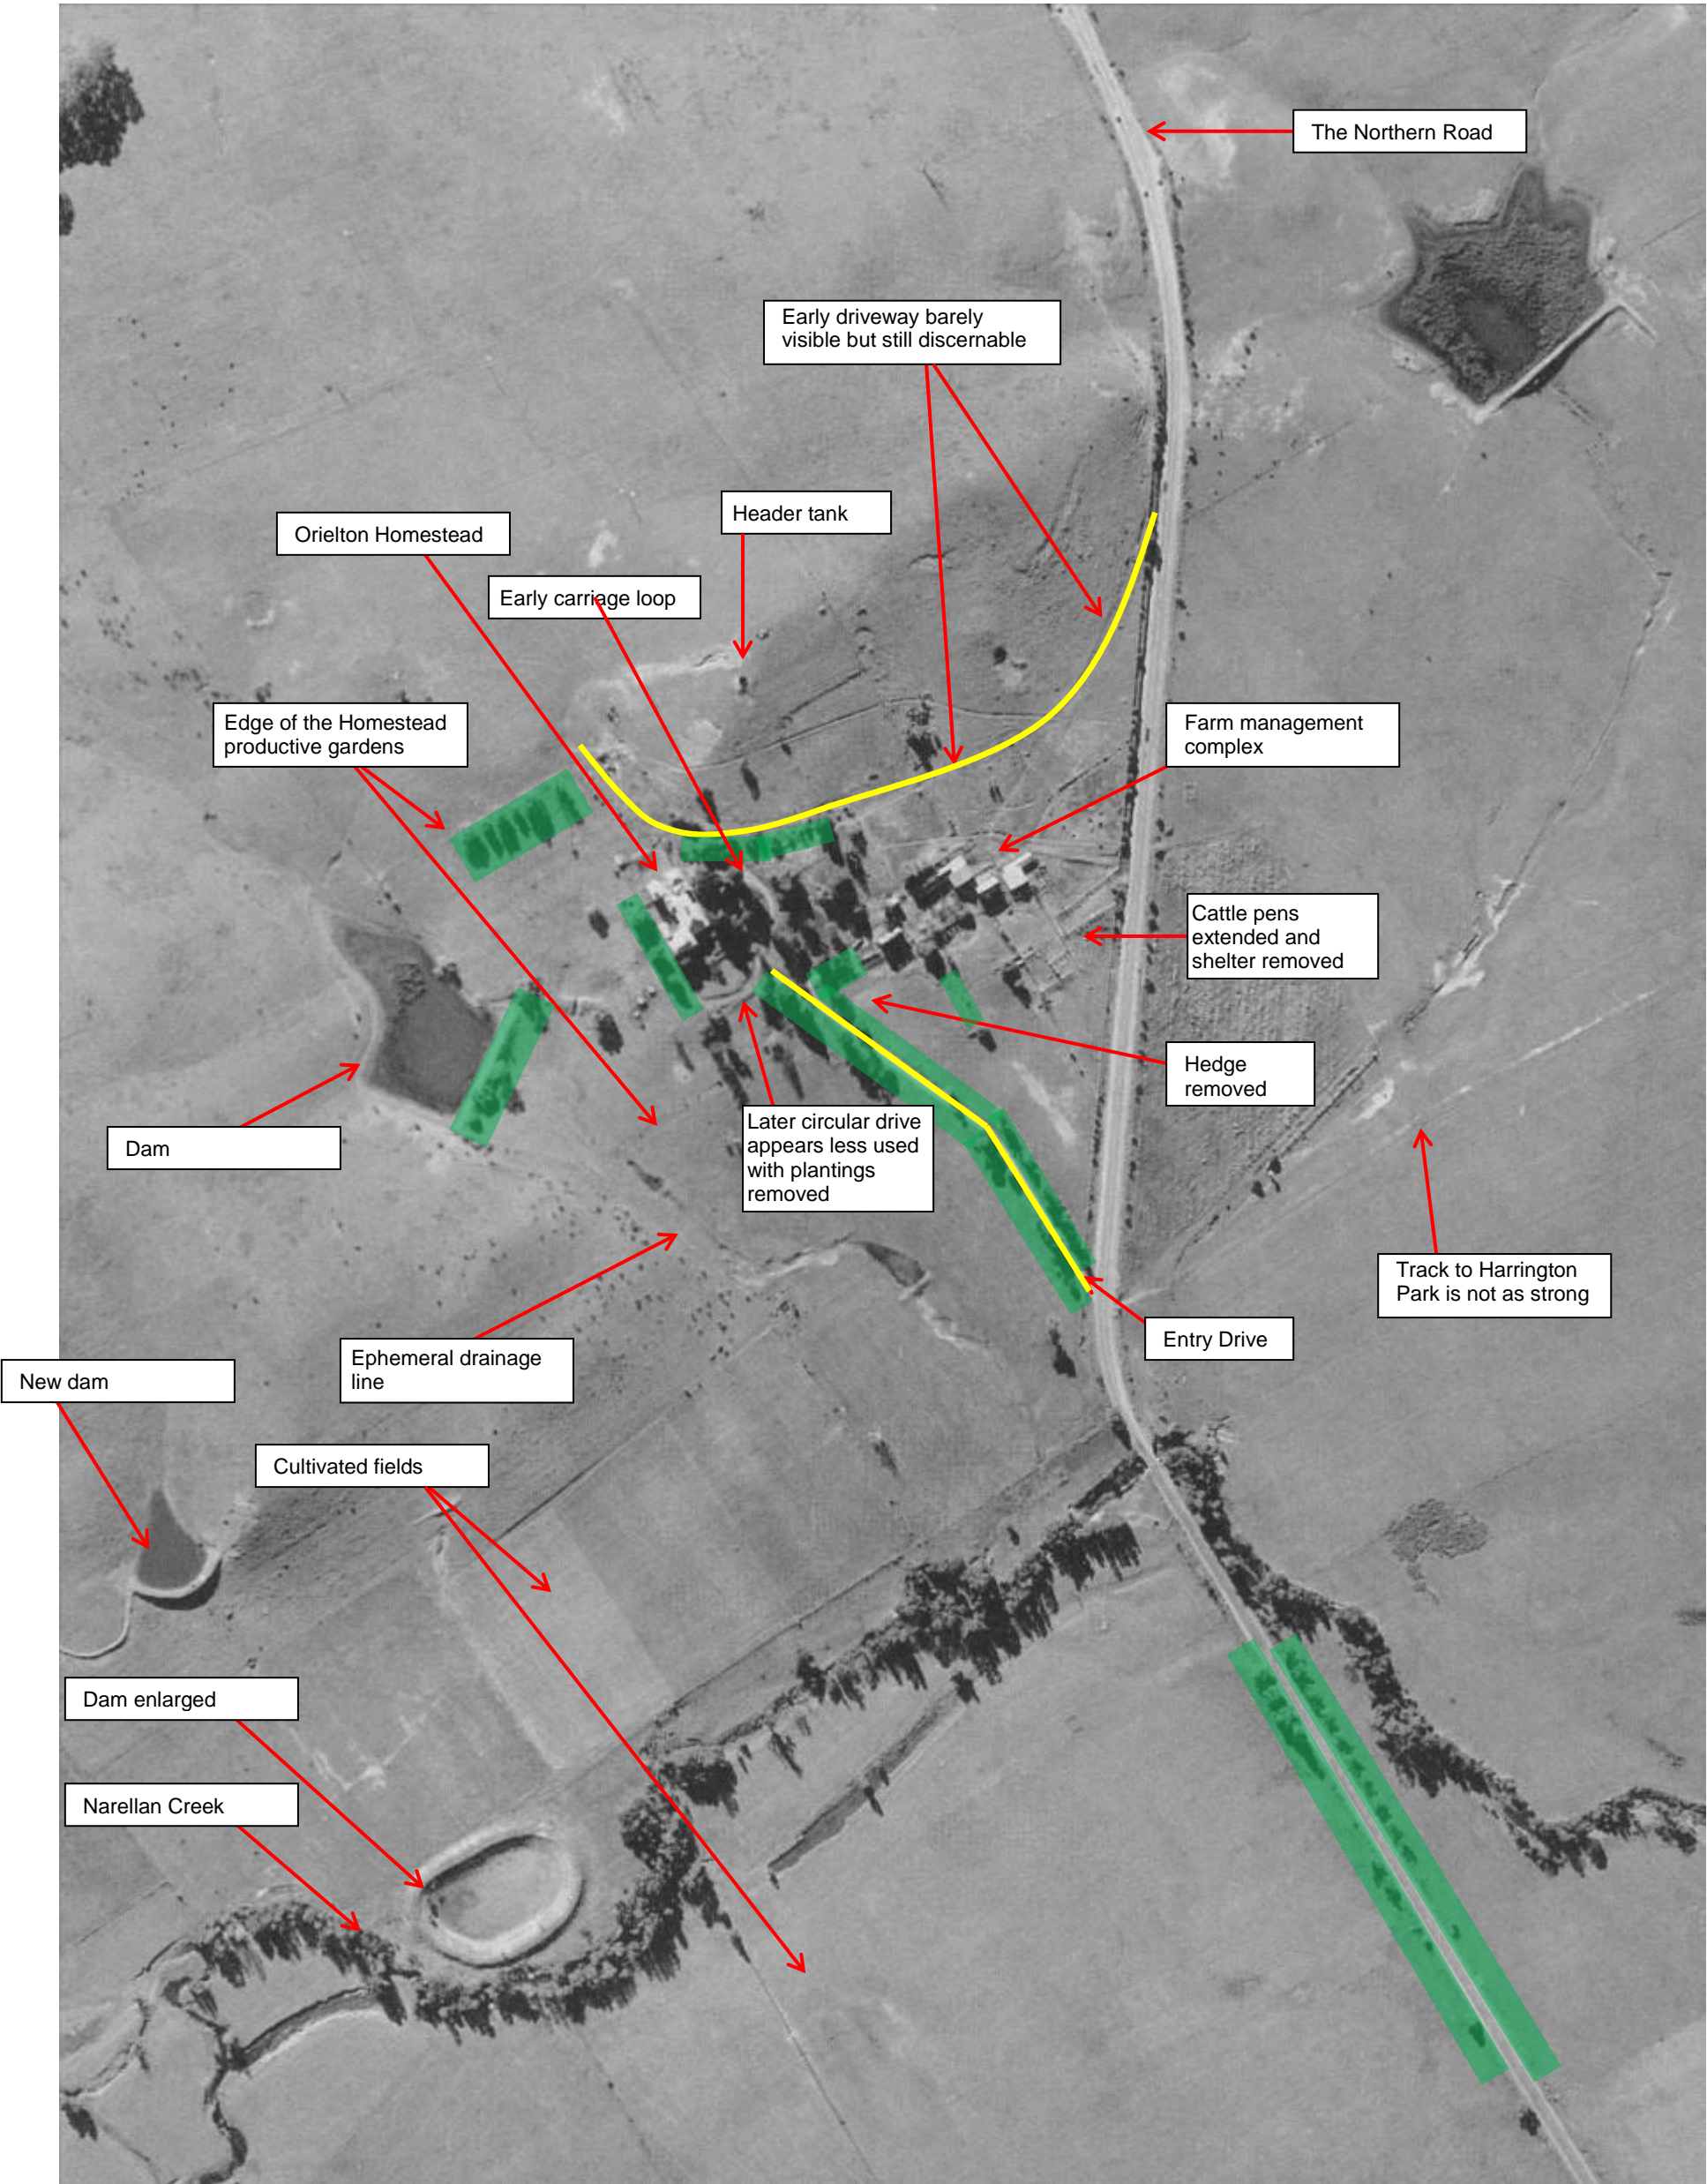 The Northern Road
Early driveway barely
visible but still discernable
Header tank
Orielton Homestead
Early carriage loop
Edge of the Homestead
productive gardens
Farm management
complex
Cattle pens
extended and
shelter removed
Hedge
removed
Dam
Later circular drive
appears less used
with plantings
removed
Track to Harrington
Park is not as strong
Entry Drive
Ephemeral drainage
line
New dam
Cultivated fields
Dam enlarged
Narellan Creek